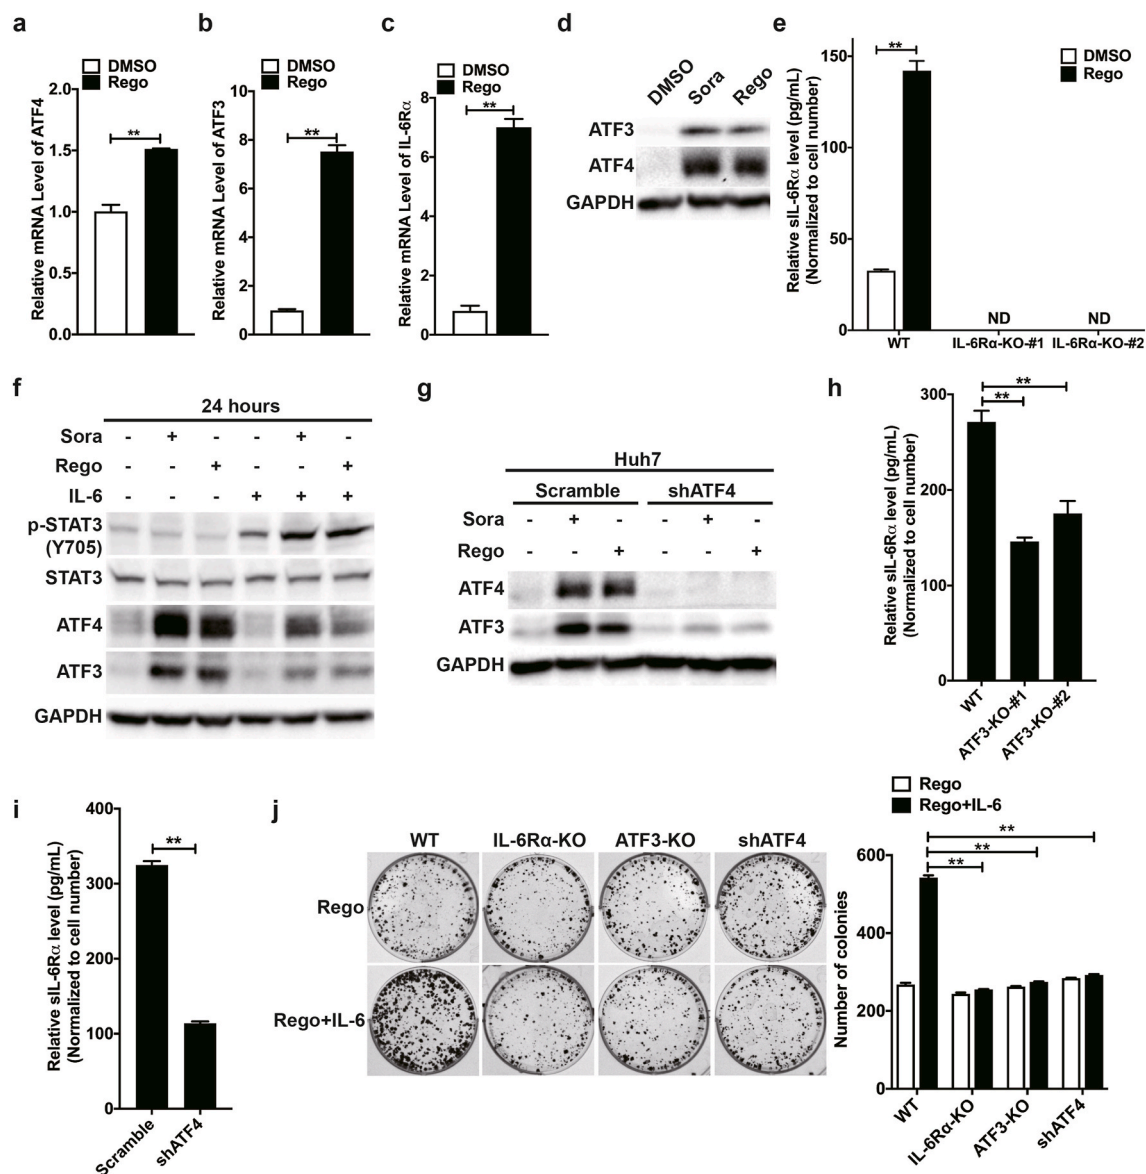 a
DMSO
Rego
Relative mRNA Level of ATF4
2.0
1.5
1.0
0.5
0.0
**
b
DMSO
Rego
Relative mRNA Level of ATF3
10
8
6
4
2
0
**
c
DMSO
Rego
Relative mRNA Level of IL-6Rα
8
6
4
2
0
**
d
DMSO
Sora
Rego
ATF3
ATF4
GAPDH
e
DMSO
Rego
Relative sIL-6Rα level (pg/mL)
(Normalized to cell number)
150
100
50
0
**
ND
ND
WT
IL-6Rα-KO-#1
IL-6Rα-KO-#2
f
24 hours
Sora - + - - + -
Rego - - + - - +
IL-6 - - - + + +
p-STAT3
(Y705)
STAT3
ATF4
ATF3
GAPDH
g
Huh7
Scramble shATF4
Sora - + - - + -
Rego - - + - - +
ATF4
ATF3
GAPDH
h
Relative sIL-6Rα level (pg/mL)
(Normalized to cell number)
300
200
100
0
**
**
WT
ATF3-KO-#1
ATF3-KO-#2
i
Relative sIL-6Rα level (pg/mL)
(Normalized to cell number)
400
300
200
100
0
**
Scramble
shATF4
j
WT IL-6Rα-KO ATF3-KO shATF4
Rego
Rego+IL-6
Rego
Rego+IL-6
Number of colonies
600
400
200
0
**
**
**
WT
IL-6Rα-KO
ATF3-KO
shATF4